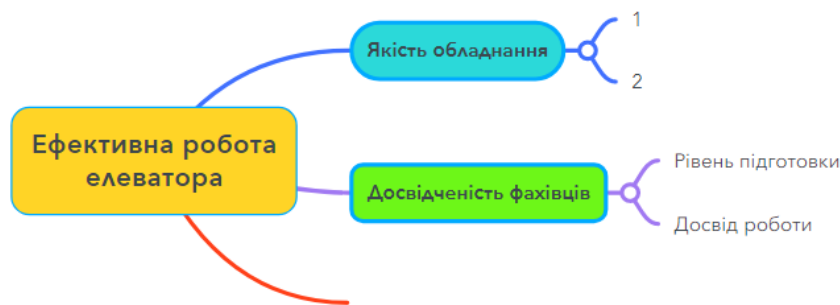 Ефективна робота
елеватора
Якість обладнання
1
2
Досвідченість фахівців
Рівень підготовки
Досвід роботи